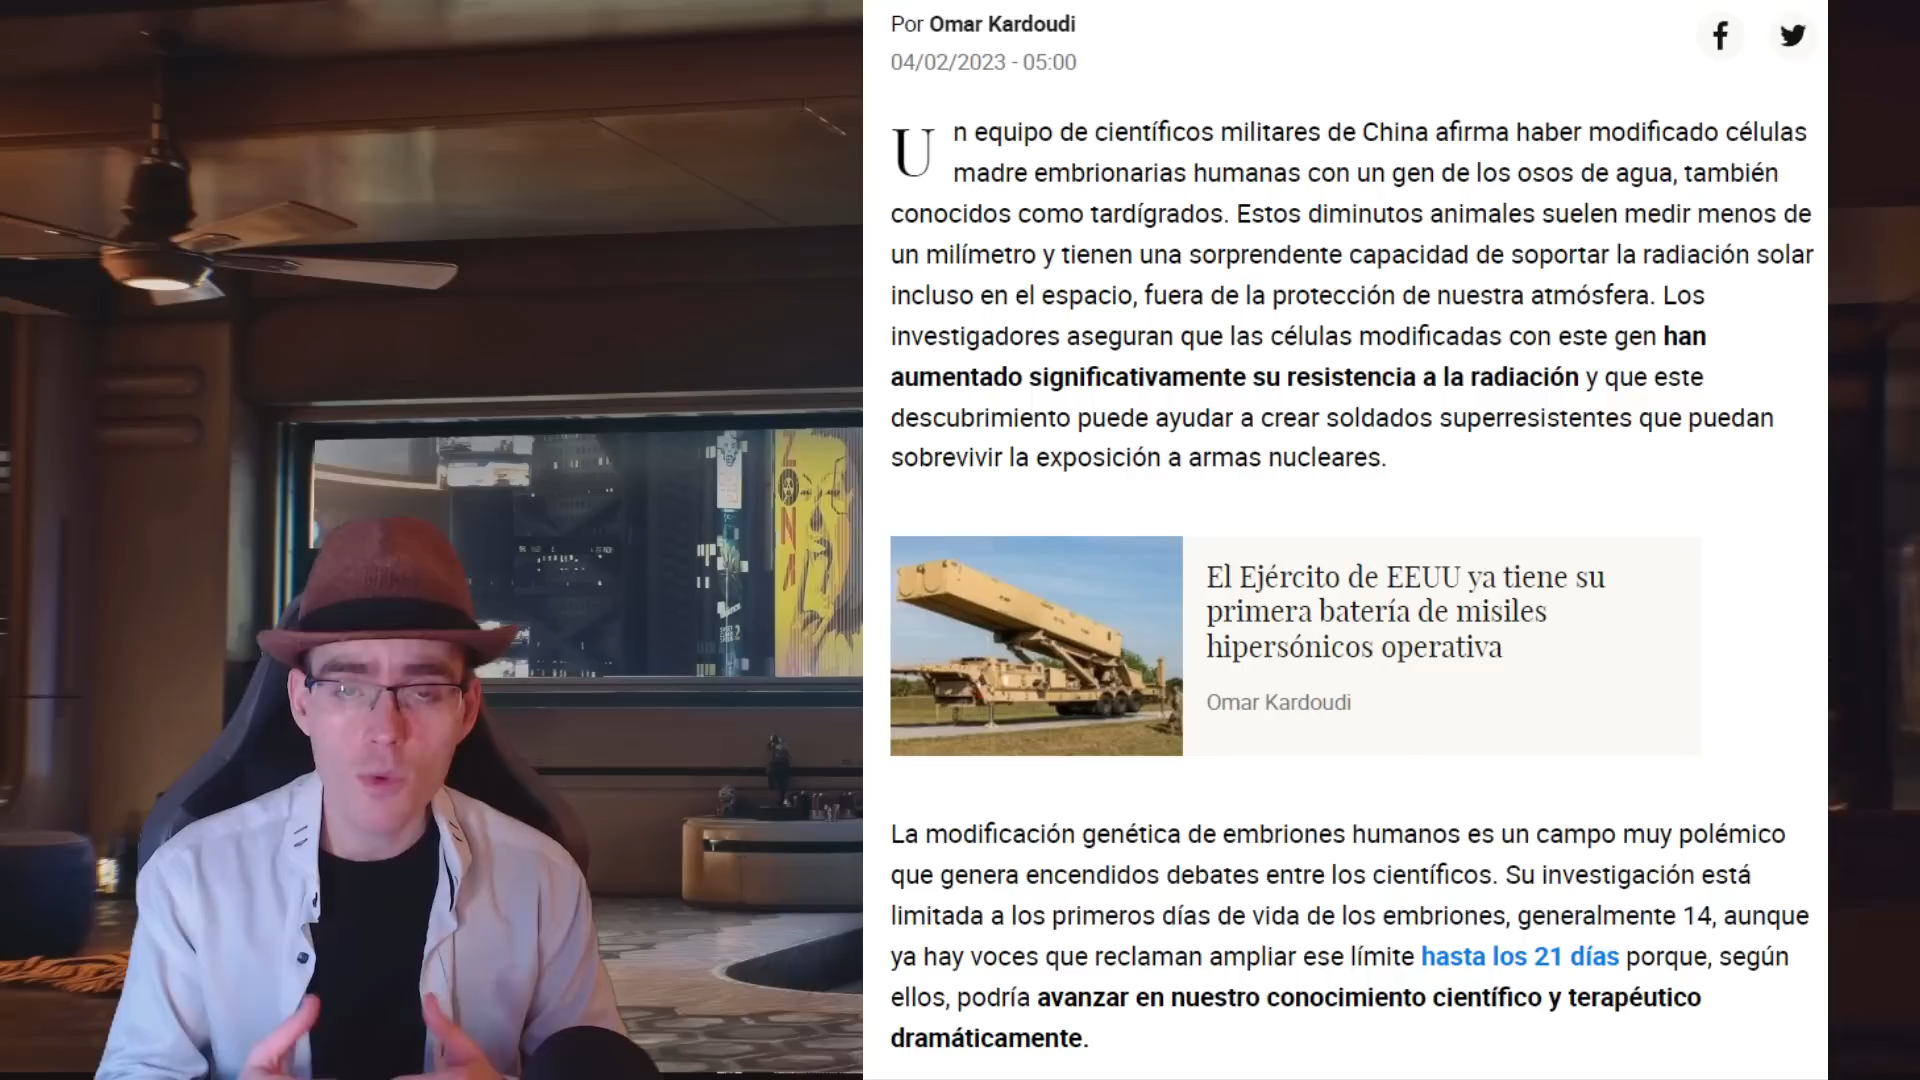 Por Omar Kardoudi
04/02/2023 - 05:00
Un equipo de científicos militares de China afirma haber modificado células
madre embrionarias humanas con un gen de los osos de agua, también
conocidos como tardígrados. Estos diminutos animales suelen medir menos de
un milímetro y tienen una sorprendente capacidad de soportar la radiación solar
incluso en el espacio, fuera de la protección de nuestra atmósfera. Los
investigadores aseguran que las células modificadas con este gen han
aumentado significativamente su resistencia a la radiación y que este
descubrimiento puede ayudar a crear soldados superresistentes que puedan
sobrevivir la exposición a armas nucleares.
El Ejército de EEUU ya tiene su
primera batería de misiles
hipersónicos operativa
Omar Kardoudi
La modificación genética de embriones humanos es un campo muy polémico
que genera encendidos debates entre los científicos. Su investigación está
limitada a los primeros días de vida de los embriones, generalmente 14, aunque
ya hay voces que reclaman ampliar ese límite hasta los 21 días porque, según
ellos, podría avanzar en nuestro conocimiento científico y terapéutico
dramáticamente.